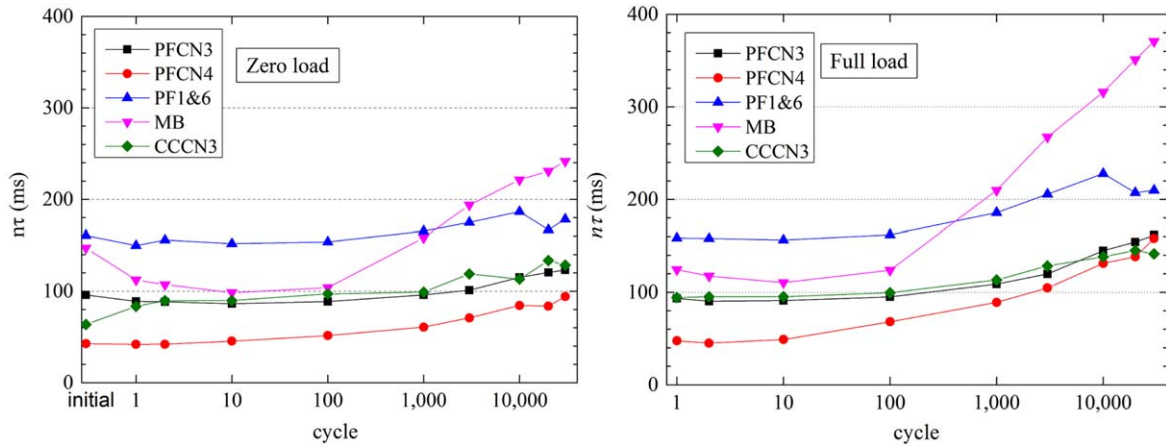 400
300
200
100
0
nτ (ms)
PFCN3
PFCN4
PF1&6
MB
CCCN3
Zero load
initial 1 10 100 1,000 10,000
cycle
400
300
200
100
0
nτ (ms)
PFCN3
PFCN4
PF1&6
MB
CCCN3
Full load
1 10 100 1,000 10,000
cycle